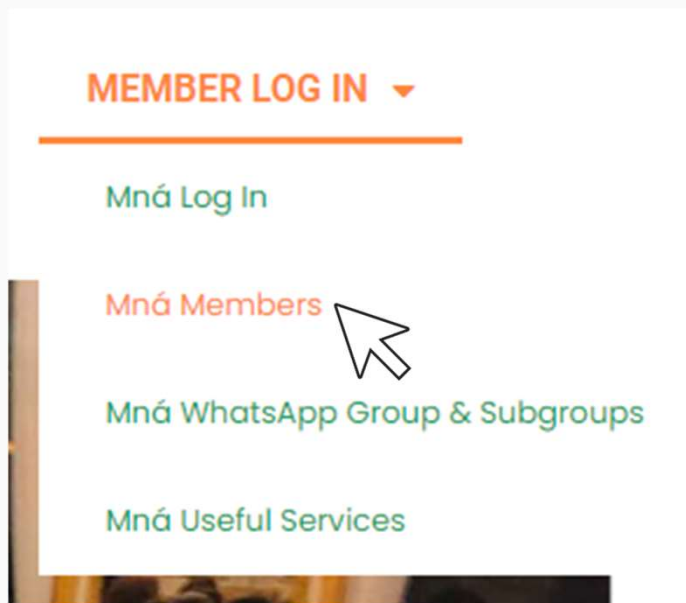 MEMBER LOG IN
Mná Log In
Mná Members
Mná WhatsApp Group & Subgroups
Mná Useful Services